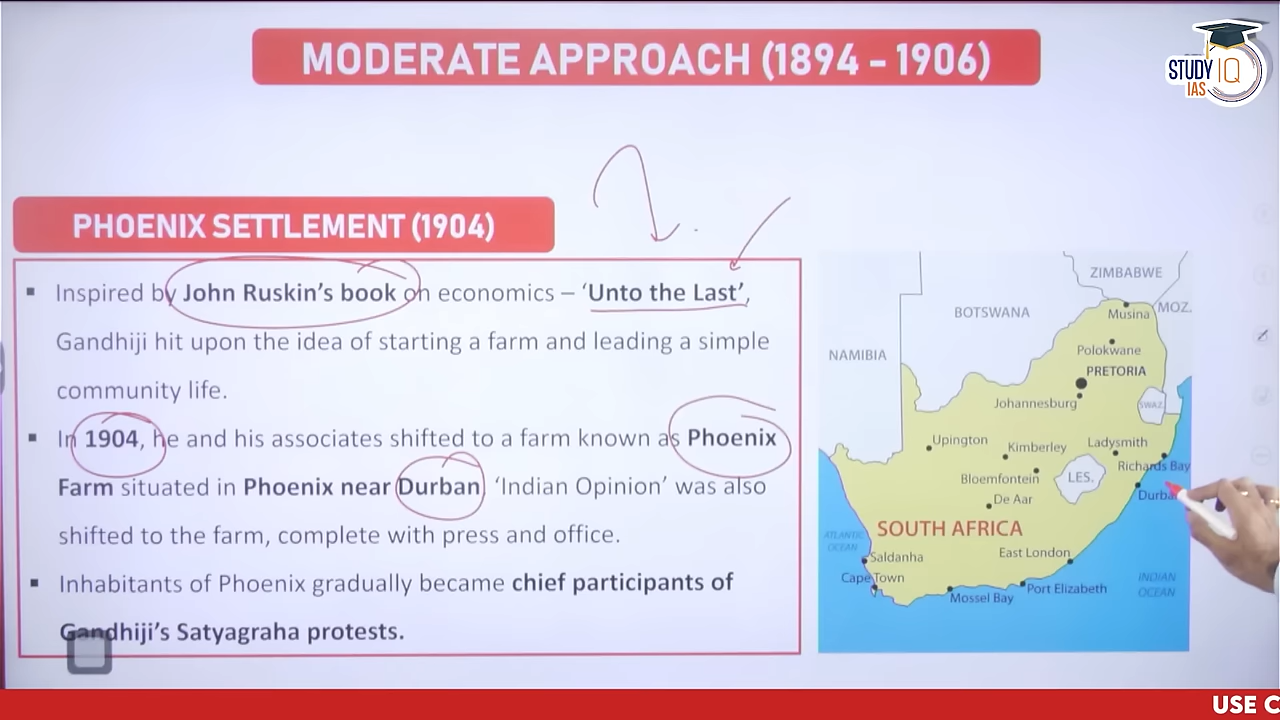 MODERATE APPROACH (1894 – 1906)
STUDY IQ
IAS
PHOENIX SETTLEMENT (1904)
▪ Inspired by John Ruskin's book on economics – 'Unto the Last',
Gandhiji hit upon the idea of starting a farm and leading a simple
community life.
▪ In 1904, he and his associates shifted to a farm known as Phoenix
Farm situated in Phoenix near Durban. 'Indian Opinion' was also
shifted to the farm, complete with press and office.
▪ Inhabitants of Phoenix gradually became chief participants of
Gandhiji's Satyagraha protests.
ZIMBABWE
MOZ.
BOTSWANA
Musina
NAMIBIA
Polokwane
PRETORIA
Johannesburg
SWAZ.
Upington
Kimberley
Ladysmith
Richards Bay
Bloemfontein
LES.
De Aar
Durba
SOUTH AFRICA
ATLANTIC
OCEAN
Saldanha
East London
Cape Town
Port Elizabeth
INDIAN
OCEAN
Mossel Bay
USE C